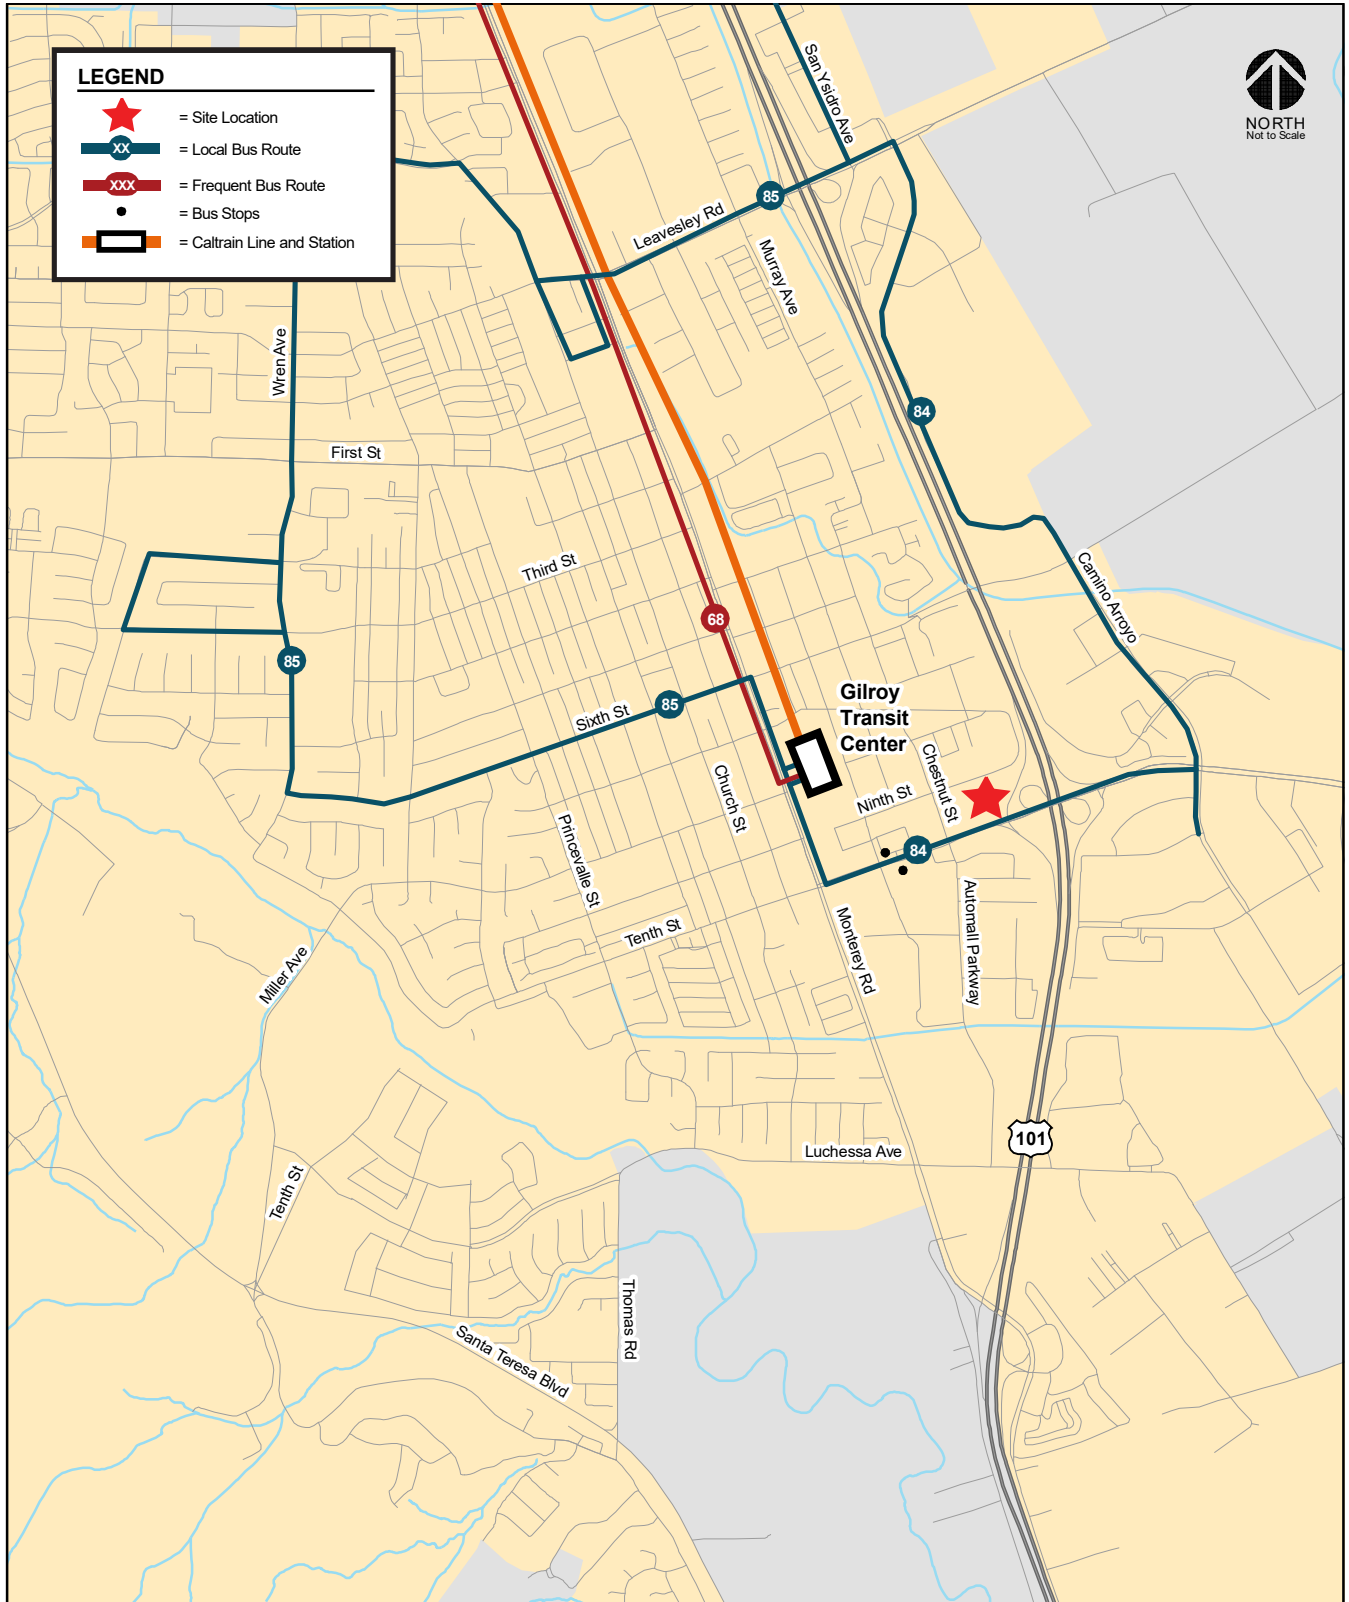 LEGEND
= Site Location
XX
= Local Bus Route
XXX
= Frequent Bus Route
= Bus Stops
= Caltrain Line and Station
NORTH
Not to Scale
San Ysidro Ave
85
Leavesley Rd
Murray Ave
Wren Ave
84
First St
Third St
Camino Arroyo
68
85
85
Sixth St
Gilroy
Transit
Center
Chestnut St
Church St
Ninth St
Princevalle St
84
Automall Parkway
Monterey Rd
Tenth St
Miller Ave
101
Luchessa Ave
Tenth St
Thomas Rd
Santa Teresa Blvd